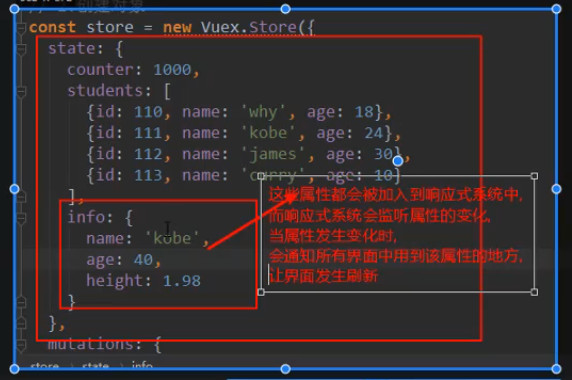 const store = new Vuex.Store({
state: {
counter: 1000,
students: [
{id: 110, name: 'why', age: 18},
{id: 111, name: 'kobe', age: 24},
{id: 112, name: 'james', age: 30},
{id: 113, name: 'curry', age: 10}
],
info: {
name: 'kobe',
age: 40,
height: 1.98
}
},
mutations: {
这些属性都会被加入到响应式系统中,
而响应式系统会监听属性的变化,
当属性发生变化时,
会通知所有界面中用到该属性的地方,
让界面发生刷新
store
state
info